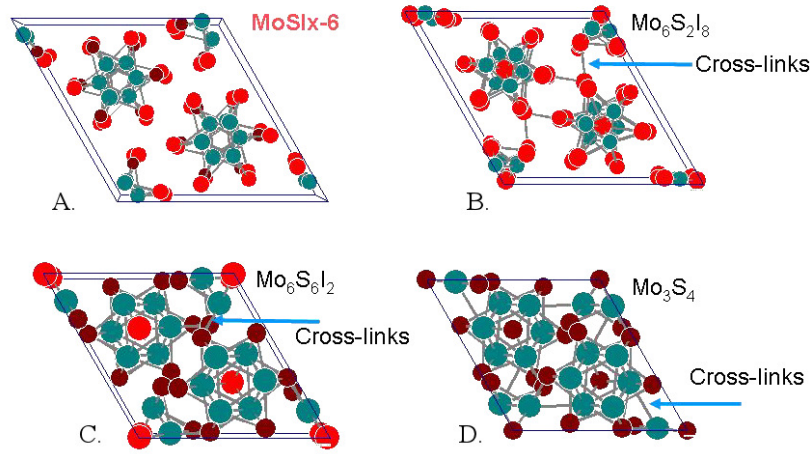 MoSIx-6
Mo₆S₂I₈
Cross-links
A.
B.
Mo₆S₆I₂
Cross-links
Mo₃S₄
Cross-links
C.
D.